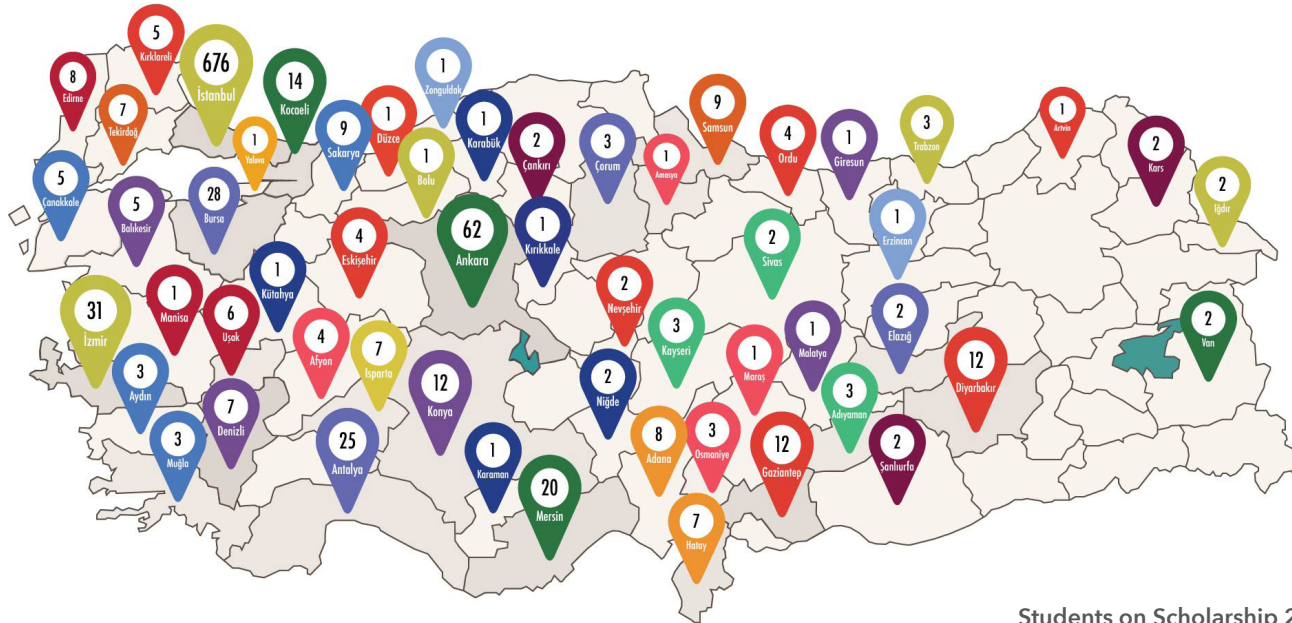 5
Kırklareli
676
İstanbul
8
Edirne
7
Tekirdağ
14
Kocaeli
1
Yalova
9
Sakarya
1
Düzce
1
Zonguldak
1
Bolu
1
Karabük
2
Çankırı
3
Çorum
1
Amasya
9
Samsun
4
Ordu
1
Giresun
3
Trabzon
1
Artvin
2
Kars
2
Iğdır
5
Çanakkale
5
Balıkesir
28
Bursa
1
Kütahya
4
Eskişehir
62
Ankara
1
Kırıkkale
2
Sivas
1
Erzincan
31
İzmir
1
Manisa
6
Uşak
4
Afyon
7
Isparta
2
Nevşehir
3
Kayseri
1
Maraş
1
Malatya
2
Elazığ
12
Diyarbakır
2
Van
3
Aydın
7
Denizli
12
Konya
2
Niğde
3
Adıyaman
3
Muğla
25
Antalya
1
Karaman
20
Mersin
8
Adana
3
Osmaniye
12
Gaziantep
2
Şanlıurfa
7
Hatay
Students on Scholarship 2